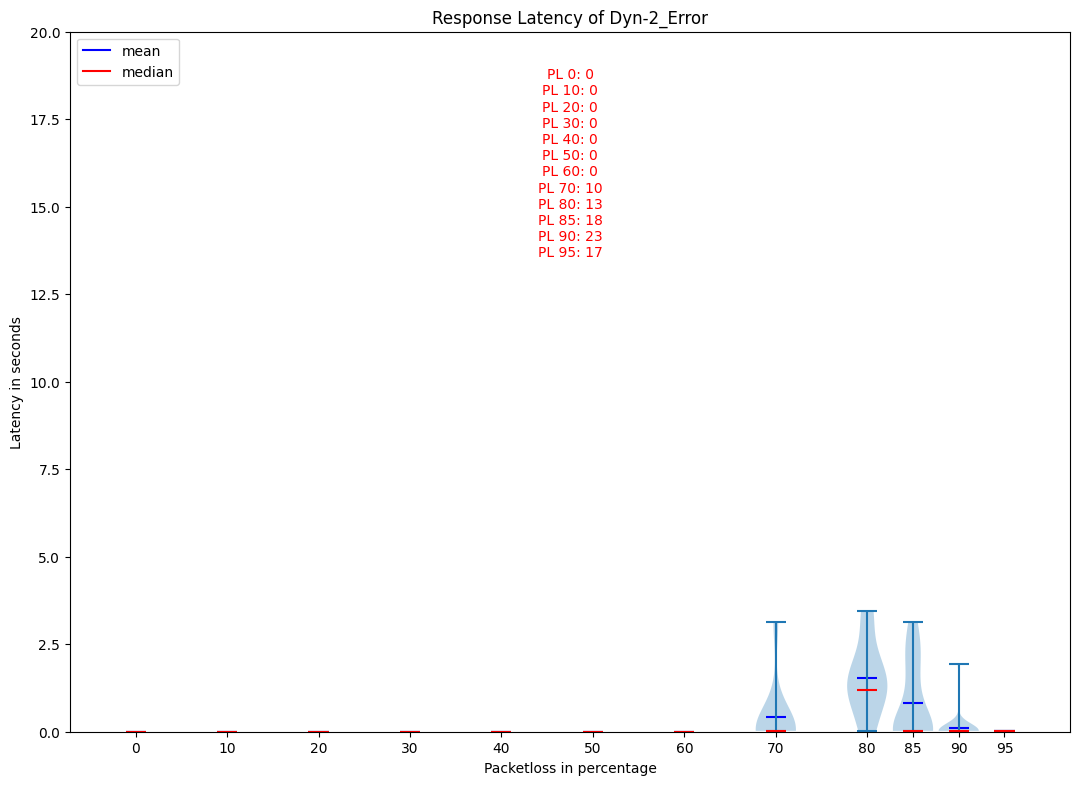 Response Latency of Dyn-2_Error
20.0
17.5
15.0
12.5
10.0
7.5
5.0
2.5
0.0
Latency in seconds
mean
median
PL 0: 0
PL 10: 0
PL 20: 0
PL 30: 0
PL 40: 0
PL 50: 0
PL 60: 0
PL 70: 10
PL 80: 13
PL 85: 18
PL 90: 23
PL 95: 17
0 10 20 30 40 50 60 70 80 85 90 95
Packetloss in percentage